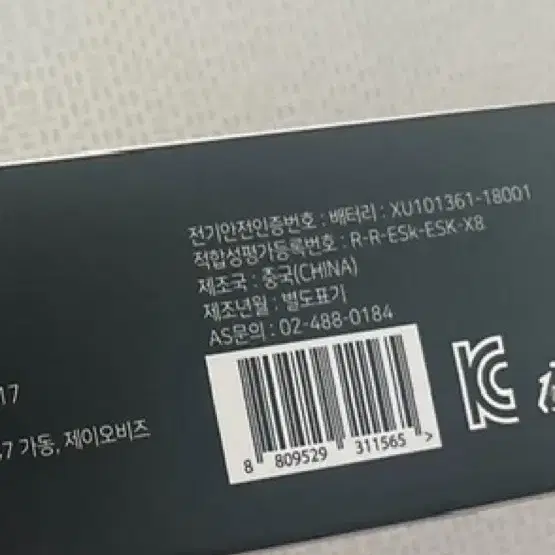 전기안전인증번호 : 배터리 : XU101361-18001
적합성평가등록번호 : R-R-ESk-ESK-X8
제조국 : 중국(CHINA)
제조년월 : 별도표기
AS문의 : 02-488-0184
17
7 가동, 제이오비즈
8 809529 311565 >
KC